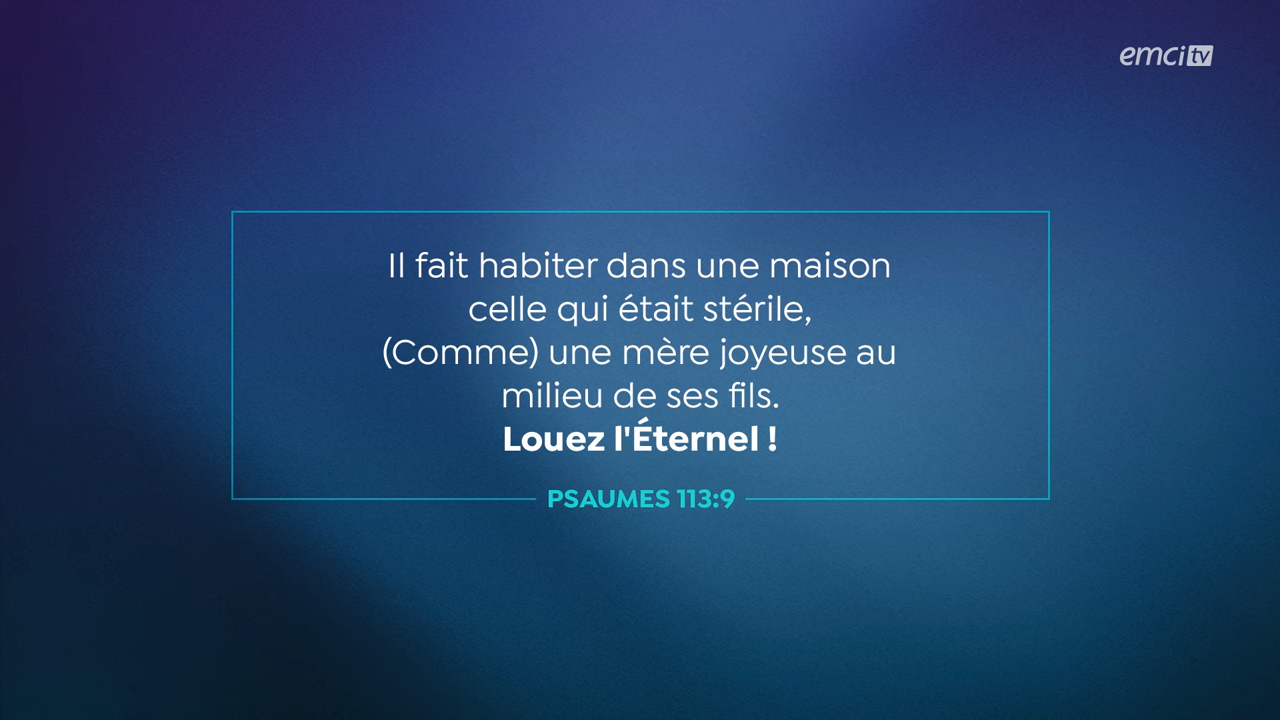 emci tv
Il fait habiter dans une maison
celle qui était stérile,
(Comme) une mère joyeuse au
milieu de ses fils.
Louez l'Éternel !
PSAUMES 113:9